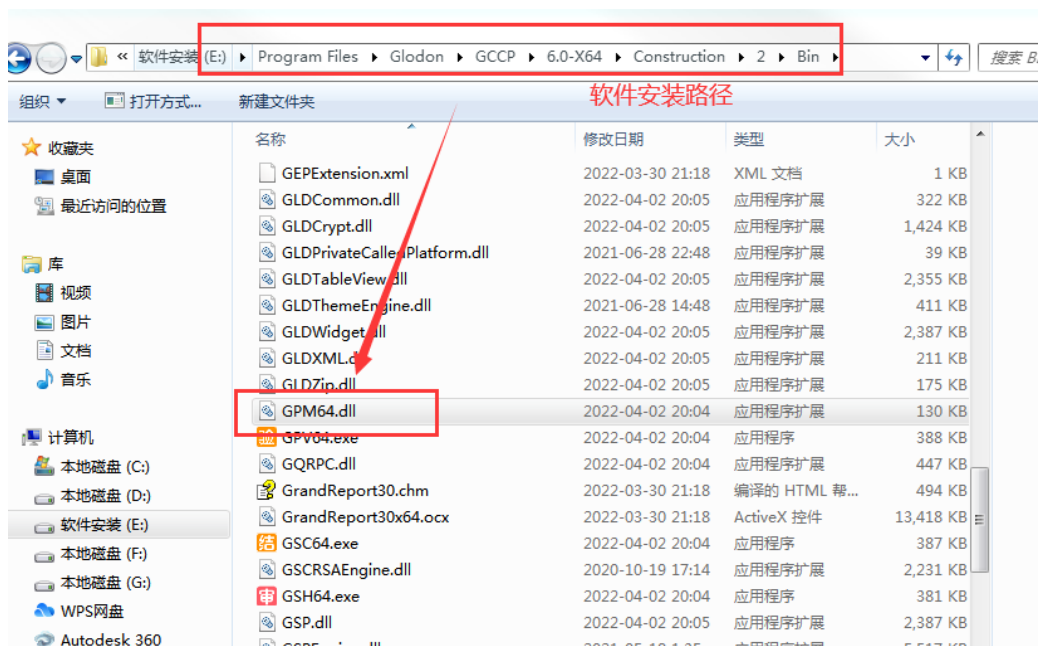 « 软件安装 (E:) Program Files Glodon GCCP 6.0-X64 Construction 2 Bin 搜索
组织 打开方式... 新建文件夹 软件安装路径
名称 修改日期 类型 大小
收藏夹
桌面
最近访问的位置
库
视频
图片
文档
音乐
计算机
本地磁盘 (C:)
本地磁盘 (D:)
软件安装 (E:)
本地磁盘 (F:)
本地磁盘 (G:)
WPS网盘
Autodesk 360
GEPExtension.xml 2022-03-30 21:18 XML 文档 1 KB
GLDCommon.dll 2022-04-02 20:05 应用程序扩展 322 KB
GLDCrypt.dll 2022-04-02 20:05 应用程序扩展 1,424 KB
GLDPrivateCalledPlatform.dll 2021-06-28 22:48 应用程序扩展 39 KB
GLDTableView.dll 2022-04-02 20:05 应用程序扩展 2,355 KB
GLDThemeEngine.dll 2021-06-28 14:48 应用程序扩展 411 KB
GLDWidget.dll 2022-04-02 20:05 应用程序扩展 2,387 KB
GLDXML.dll 2022-04-02 20:05 应用程序扩展 211 KB
GLDZip.dll 2022-04-02 20:05 应用程序扩展 175 KB
GPM64.dll 2022-04-02 20:04 应用程序扩展 130 KB
GPV64.exe 2022-04-02 20:04 应用程序 388 KB
GQRPC.dll 2022-04-02 20:04 应用程序扩展 447 KB
GrandReport30.chm 2022-03-30 21:18 编译的 HTML 帮... 494 KB
GrandReport30x64.ocx 2022-03-30 21:18 ActiveX 控件 13,418 KB
GSC64.exe 2022-04-02 20:04 应用程序 387 KB
GSCRSAEngine.dll 2020-10-19 17:14 应用程序扩展 2,231 KB
GSH64.exe 2022-04-02 20:04 应用程序 381 KB
GSP.dll 2022-04-02 20:05 应用程序扩展 2,387 KB